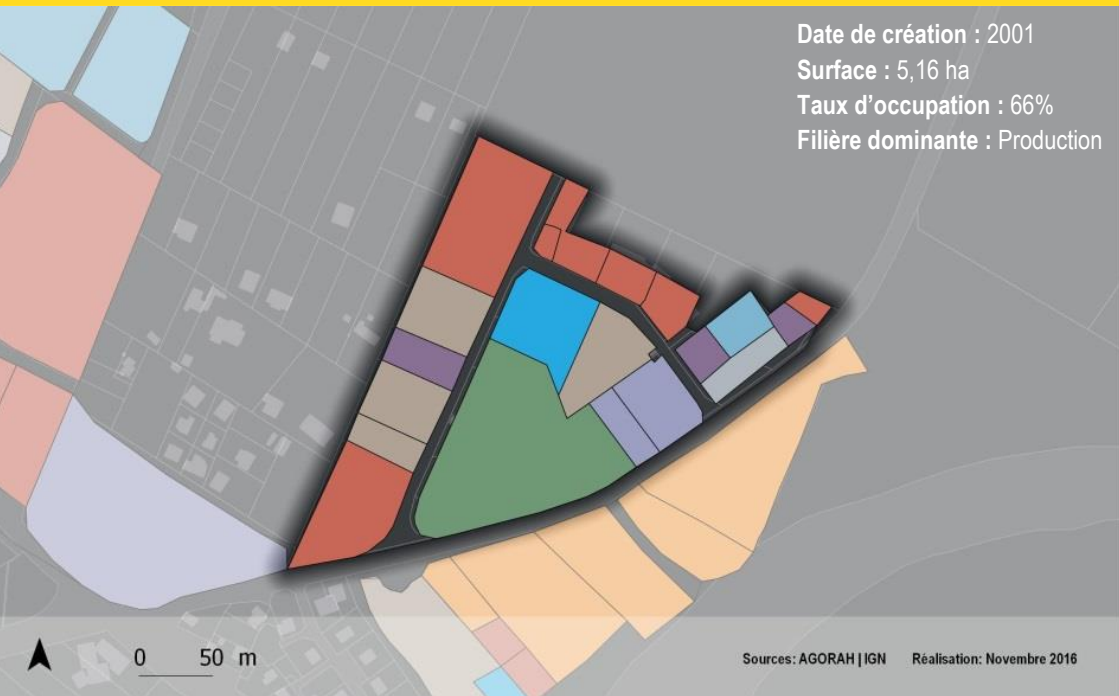 Date de création : 2001
Surface : 5,16 ha
Taux d’occupation : 66%
Filière dominante : Production
0 50 m
Sources: AGORAH | IGN Réalisation: Novembre 2016